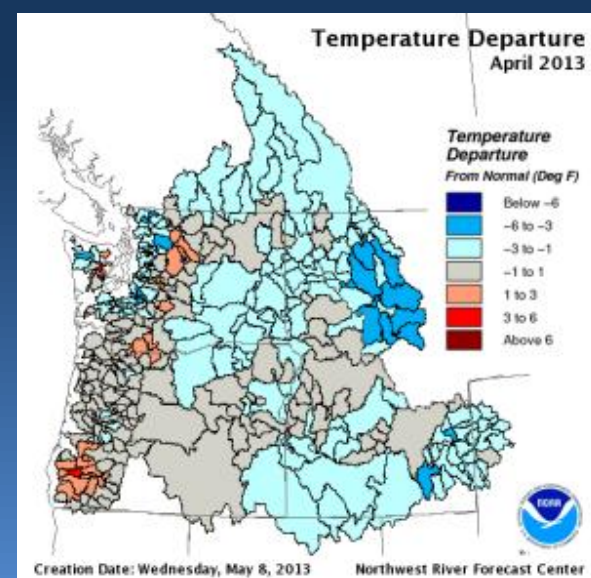 Temperature Departure
April 2013
Temperature
Departure
From Normal (Deg F)
Below -6
-6 to -3
-3 to -1
-1 to 1
1 to 3
3 to 6
Above 6
NOAA
Creation Date: Wednesday, May 8, 2013 Northwest River Forecast Center